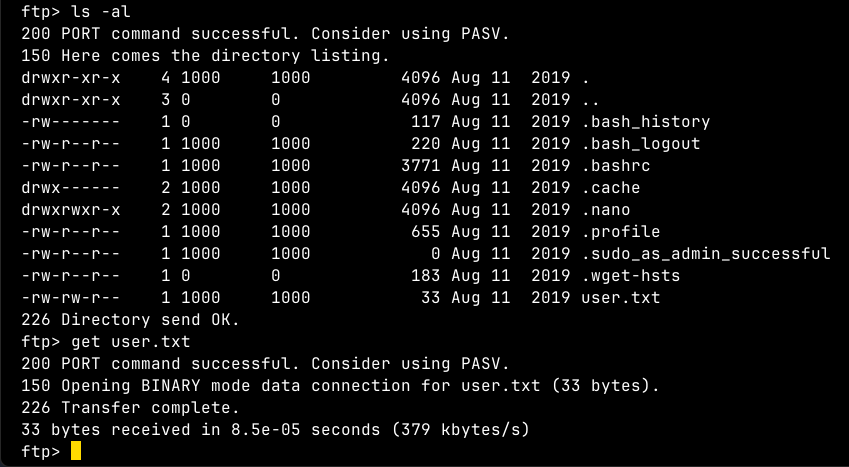 ftp> ls -al
200 PORT command successful. Consider using PASV.
150 Here comes the directory listing.
drwxr-xr-x    4 1000     1000         4096 Aug 11  2019 .
drwxr-xr-x    3 0        0            4096 Aug 11  2019 ..
-rw-------    1 0        0             117 Aug 11  2019 .bash_history
-rw-r--r--    1 1000     1000          220 Aug 11  2019 .bash_logout
-rw-r--r--    1 1000     1000         3771 Aug 11  2019 .bashrc
drwx------    2 1000     1000         4096 Aug 11  2019 .cache
drwxrwxr-x    2 1000     1000         4096 Aug 11  2019 .nano
-rw-r--r--    1 1000     1000          655 Aug 11  2019 .profile
-rw-r--r--    1 1000     1000            0 Aug 11  2019 .sudo_as_admin_successful
-rw-r--r--    1 0        0             183 Aug 11  2019 .wget-hsts
-rw-rw-r--    1 1000     1000           33 Aug 11  2019 user.txt
226 Directory send OK.
ftp> get user.txt
200 PORT command successful. Consider using PASV.
150 Opening BINARY mode data connection for user.txt (33 bytes).
226 Transfer complete.
33 bytes received in 8.5e-05 seconds (379 kbytes/s)
ftp>